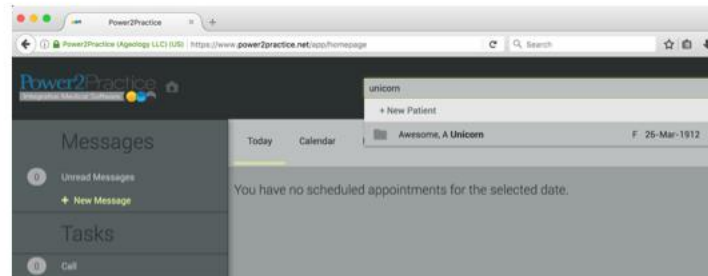 Power2Practice
Power2Practice (Ageology LLC) (US) https://www.power2practice.net/app/homepage
Search
Power2Practice
Integrative Medical Software
unicorn
+ New Patient
Awesome, A Unicorn F 26-Mar-1912
Messages
Today Calendar
0 Unread Messages
+ New Message
You have no scheduled appointments for the selected date.
Tasks
0 Call